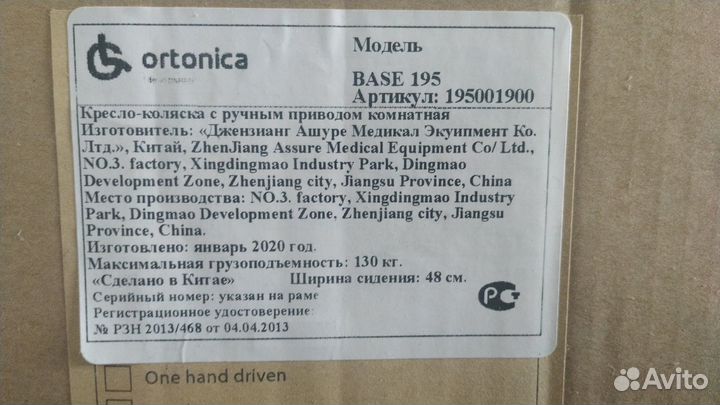 ortonica
Модель
BASE 195
Артикул: 195001900
Кресло-коляска с ручным приводом комнатная
Изготовитель: «Джензианг Ашуре Медикал Экуипмент Ко.
Лтд.», Китай, ZhenJiang Assure Medical Equipment Co/ Ltd.,
NO.3. factory, Xingdingmao Industry Park, Dingmao
Development Zone, Zhenjiang city, Jiangsu Province, China
Место производства: NO.3. factory, Xingdingmao Industry
Park, Dingmao Development Zone, Zhenjiang city, Jiangsu
Province, China.
Изготовлено: январь 2020 год.
Максимальная грузоподъемность: 130 кг.
«Сделано в Китае» Ширина сидения: 48 см.
Серийный номер: указан на раме
Регистрационное удостоверение:
№ РЗН 2013/468 от 04.04.2013
РС
One hand driven
Avito